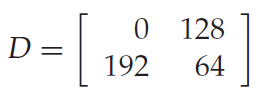 D = [ 0 128
192 64 ]